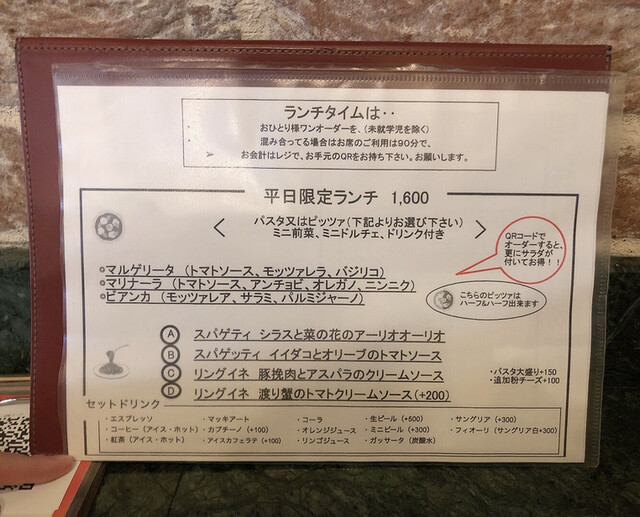 ランチタイムは‥
おひとり様ワンオーダーを、(未就学児を除く)
混み合ってる場合はお席のご利用は90分で、
お会計はレジで、お手元のQRをお持ち下さい。お願いします。
平日限定ランチ 1,600
パスタ又はピッツァ(下記よりお選び下さい)
ミニ前菜、ミニドルチェ、ドリンク付き
QRコードで
オーダーすると、
更にサラダが
付いてお得！！
マルゲリータ (トマトソース、モッツァレラ、バジリコ)
マリナーラ (トマトソース、アンチョビ、オレガノ、ニンニク)
ビアンカ (モッツァレア、サラミ、パルミジャーノ)
こちらのピッツァは
ハーフ&ハーフ出来ます
A スパゲティ シラスと菜の花のアーリオオーリオ
B スパゲッティ イイダコとオリーブのトマトソース
C リングイネ 豚挽肉とアスパラのクリームソース
D リングイネ 渡り蟹のトマトクリームソース(+200)
・パスタ大盛り+150
・追加粉チーズ+100
セットドリンク
・エスプレッソ ・マッキアート ・コーラ ・生ビール(+500) ・サングリア(+300)
・コーヒー(アイス・ホット) ・カプチーノ(+100) ・オレンジジュース ・ミニビール(+300) ・フィオーリ(サングリア白+300)
・紅茶(アイス・ホット) ・アイスカフェラテ(+100) ・リンゴジュース ・ガッサータ(炭酸水)